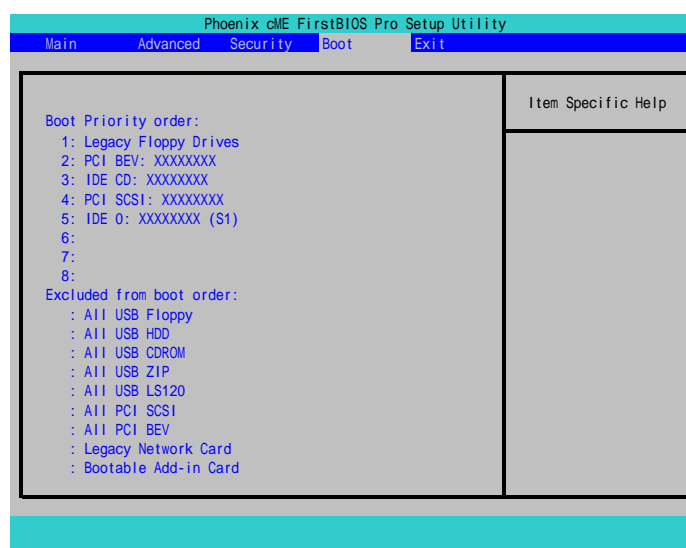 Phoenix cME FirstBIOS Pro Setup Utility
Main Advanced Security Boot Exit
Item Specific Help
Boot Priority order:
1: Legacy Floppy Drives
2: PCI BEV: XXXXXXXX
3: IDE CD: XXXXXXXX
4: PCI SCSI: XXXXXXXX
5: IDE 0: XXXXXXXX (S1)
6:
7:
8:
Excluded from boot order:
: All USB Floppy
: All USB HDD
: All USB CDROM
: All USB ZIP
: All USB LS120
: All PCI SCSI
: All PCI BEV
: Legacy Network Card
: Bootable Add-in Card